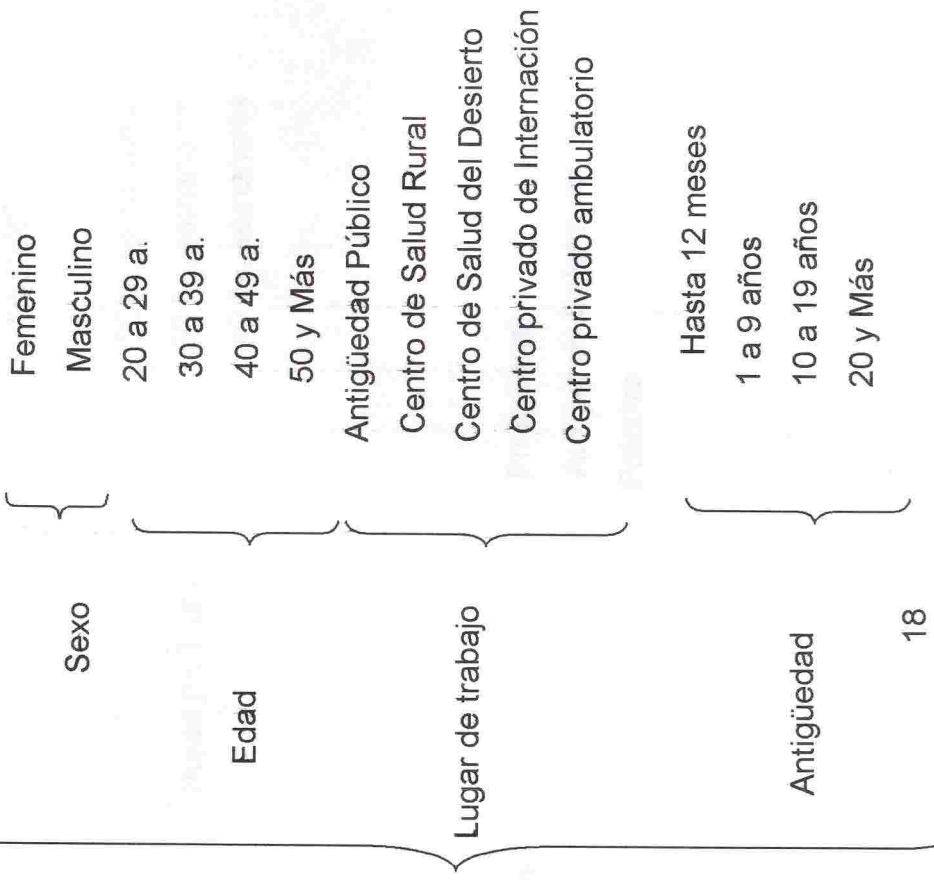 Sexo
Femenino
Masculino
Edad
20 a 29 a.
30 a 39 a.
40 a 49 a.
50 y Más
Lugar de trabajo
Antigüedad Público
Centro de Salud Rural
Centro de Salud del Desierto
Centro privado de Internación
Centro privado ambulatorio
Antigüedad
Hasta 12 meses
1 a 9 años
10 a 19 años
20 y Más
18